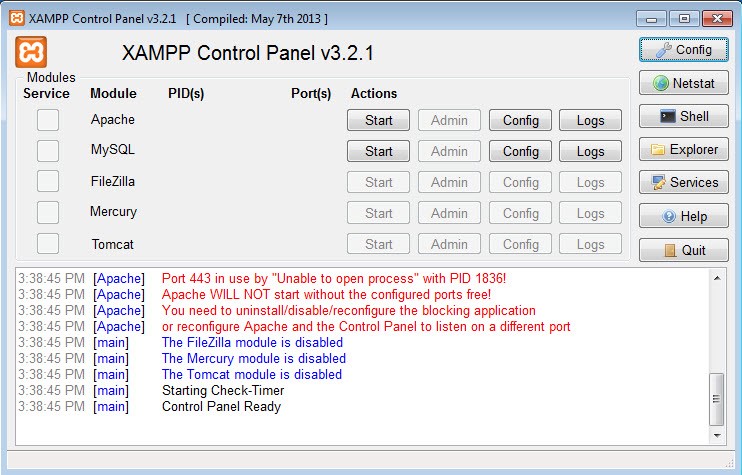 XAMPP Control Panel v3.2.1 [ Compiled: May 7th 2013 ]
XAMPP Control Panel v3.2.1
Config
Modules
Service Module PID(s) Port(s) Actions
Netstat
Apache Start Admin Config Logs
Shell
MySQL Start Admin Config Logs
Explorer
FileZilla Start Admin Config Logs
Services
Mercury Start Admin Config Logs
Help
Tomcat Start Admin Config Logs
Quit
3:38:45 PM [Apache] Port 443 in use by "Unable to open process" with PID 1836!
3:38:45 PM [Apache] Apache WILL NOT start without the configured ports free!
3:38:45 PM [Apache] You need to uninstall/disable/reconfigure the blocking application
3:38:45 PM [Apache] or reconfigure Apache and the Control Panel to listen on a different port
3:38:45 PM [main] The FileZilla module is disabled
3:38:45 PM [main] The Mercury module is disabled
3:38:45 PM [main] The Tomcat module is disabled
3:38:45 PM [main] Starting Check-Timer
3:38:45 PM [main] Control Panel Ready